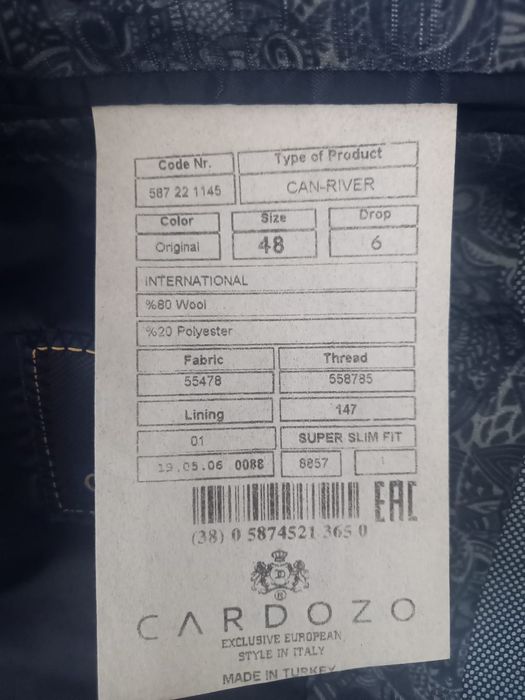 Code Nr. Type of Product
587 22 1145 CAN-RIVER
Color Size Drop
Original 48 6
INTERNATIONAL
%80 Wool
%20 Polyester
Fabric Thread
55478 558785
Lining 147
01 SUPER SLIM FIT
19.05.06 0088 8857 1
EAC
(38) 0 5874521 365 0
CARDOZO
EXCLUSIVE EUROPEAN
STYLE IN ITALY
MADE IN TURKEY